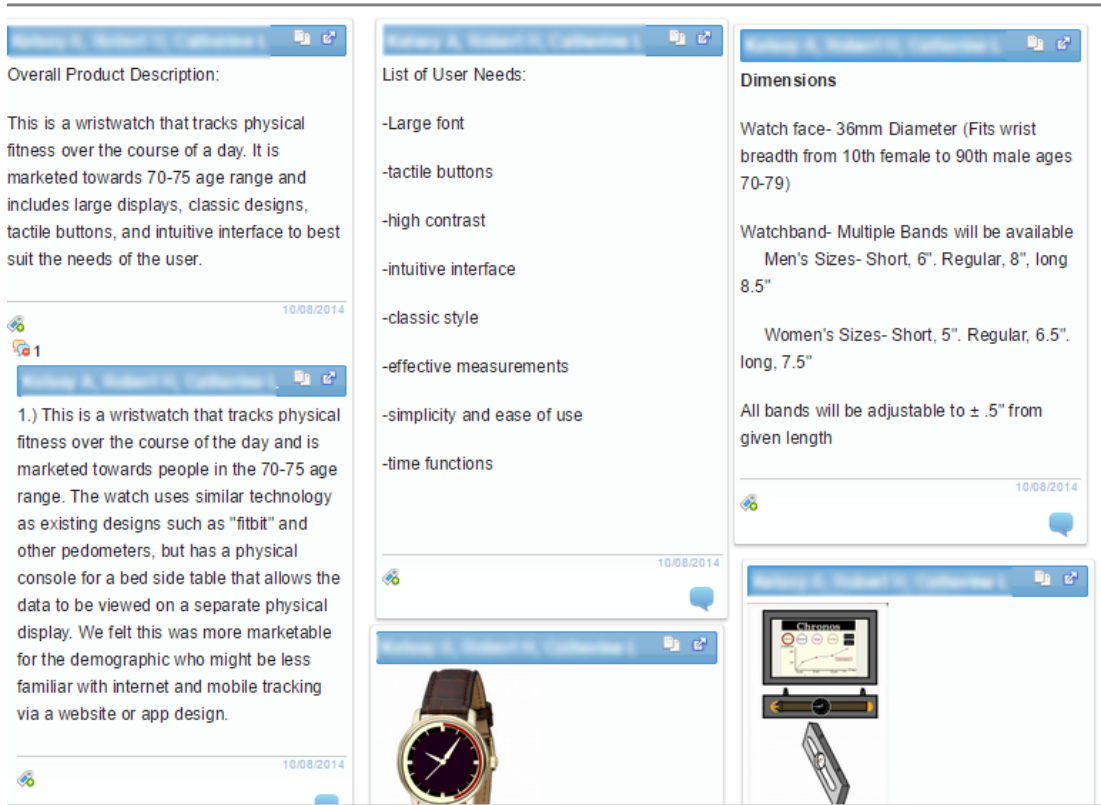 Overall Product Description:
This is a wristwatch that tracks physical
fitness over the course of a day. It is
marketed towards 70-75 age range and
includes large displays, classic designs,
tactile buttons, and intuitive interface to best
suit the needs of the user.
10/08/2014
1
1.) This is a wristwatch that tracks physical
fitness over the course of the day and is
marketed towards people in the 70-75 age
range. The watch uses similar technology
as existing designs such as "fitbit" and
other pedometers, but has a physical
console for a bed side table that allows the
data to be viewed on a separate physical
display. We felt this was more marketable
for the demographic who might be less
familiar with internet and mobile tracking
via a website or app design.
10/08/2014
List of User Needs:
-Large font
-tactile buttons
-high contrast
-intuitive interface
-classic style
-effective measurements
-simplicity and ease of use
-time functions
10/08/2014
Dimensions
Watch face- 36mm Diameter (Fits wrist
breadth from 10th female to 90th male ages
70-79)
Watchband- Multiple Bands will be available
Men's Sizes- Short, 6". Regular, 8", long
8.5"
Women's Sizes- Short, 5". Regular, 6.5".
long, 7.5"
All bands will be adjustable to ± .5" from
given length
10/08/2014
Chronos